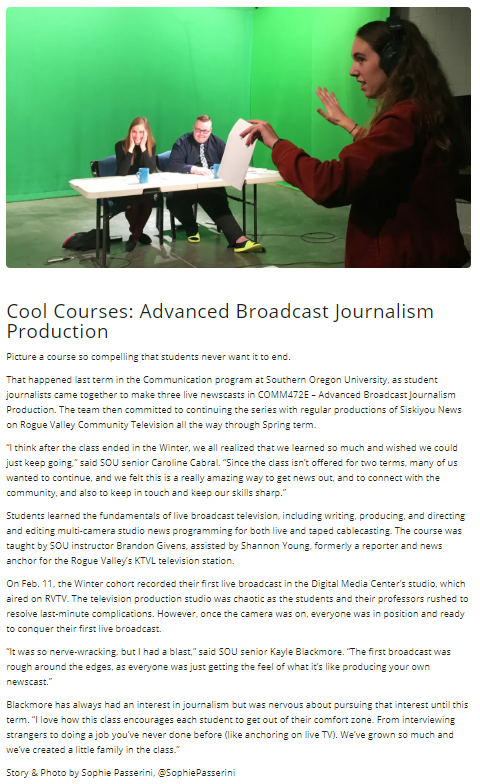 Cool Courses: Advanced Broadcast Journalism
Production
Picture a course so compelling that students never want it to end.
That happened last term in the Communication program at Southern Oregon University, as student
journalists came together to make three live newscasts in COMM472E – Advanced Broadcast Journalism
Production. The team then committed to continuing the series with regular productions of Siskiyou News
on Rogue Valley Community Television all the way through Spring term.
“I think after the class ended in the Winter, we all realized that we learned so much and wished we could
just keep going,” said SOU senior Caroline Cabral. “Since the class isn’t offered for two terms, many of us
wanted to continue, and we felt this is a really amazing way to get news out, and to connect with the
community, and also to keep in touch and keep our skills sharp.”
Students learned the fundamentals of live broadcast television, including writing, producing, and directing
and editing multi-camera studio news programming for both live and taped cablecasting. The course was
taught by SOU instructor Brandon Givens, assisted by Shannon Young, formerly a reporter and news
anchor for the Rogue Valley’s KTVL television station.
On Feb. 11, the Winter cohort recorded their first live broadcast in the Digital Media Center’s studio, which
aired on RVTV. The television production studio was chaotic as the students and their professors rushed to
resolve last-minute complications. However, once the camera was on, everyone was in position and ready
to conquer their first live broadcast.
“It was so nerve-wracking, but I had a blast,” said SOU senior Kayle Blackmore. “The first broadcast was
rough around the edges, as everyone was just getting the feel of what it’s like producing your own
newscast.”
Blackmore has always had an interest in journalism but was nervous about pursuing that interest until this
term. “I love how this class encourages each student to get out of their comfort zone. From interviewing
strangers to doing a job you’ve never done before (like anchoring on live TV). We’ve grown so much and
we’ve created a little family in the class.”
Story & Photo by Sophie Passerini, @SophiePasserini